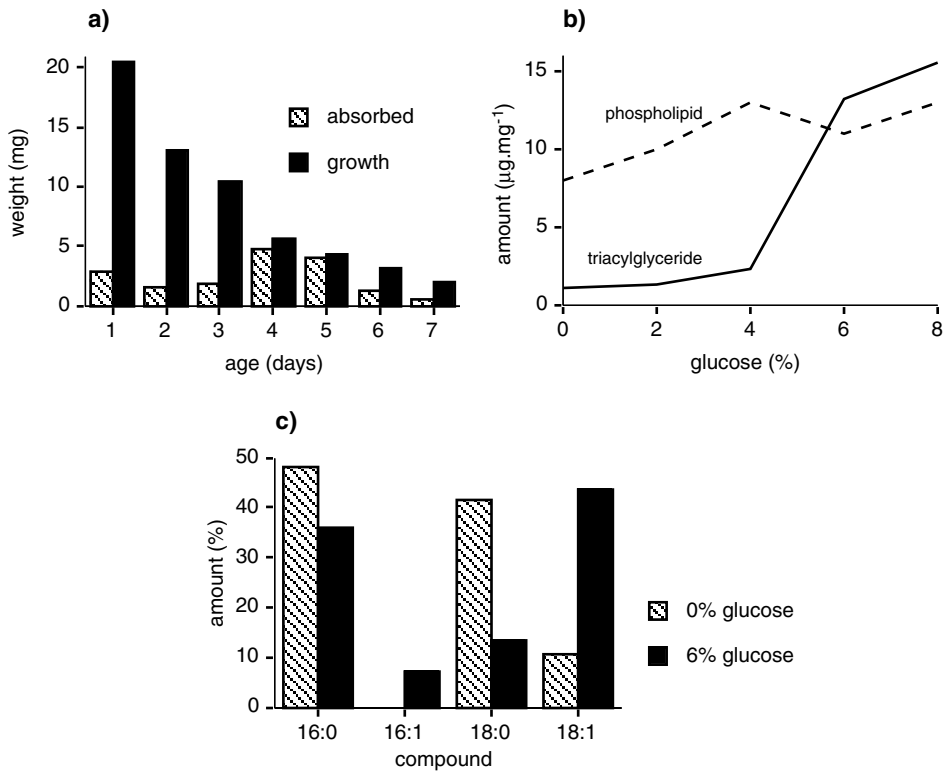 a)
20
15
10
5
0
weight (mg)
absorbed
growth
1 2 3 4 5 6 7
age (days)
b)
15
10
5
0
amount (µg.mg-1)
phospholipid
triacylglyceride
0 2 4 6 8
glucose (%)
c)
50
40
30
20
10
0
amount (%)
16:0 16:1 18:0 18:1
compound
0% glucose
6% glucose